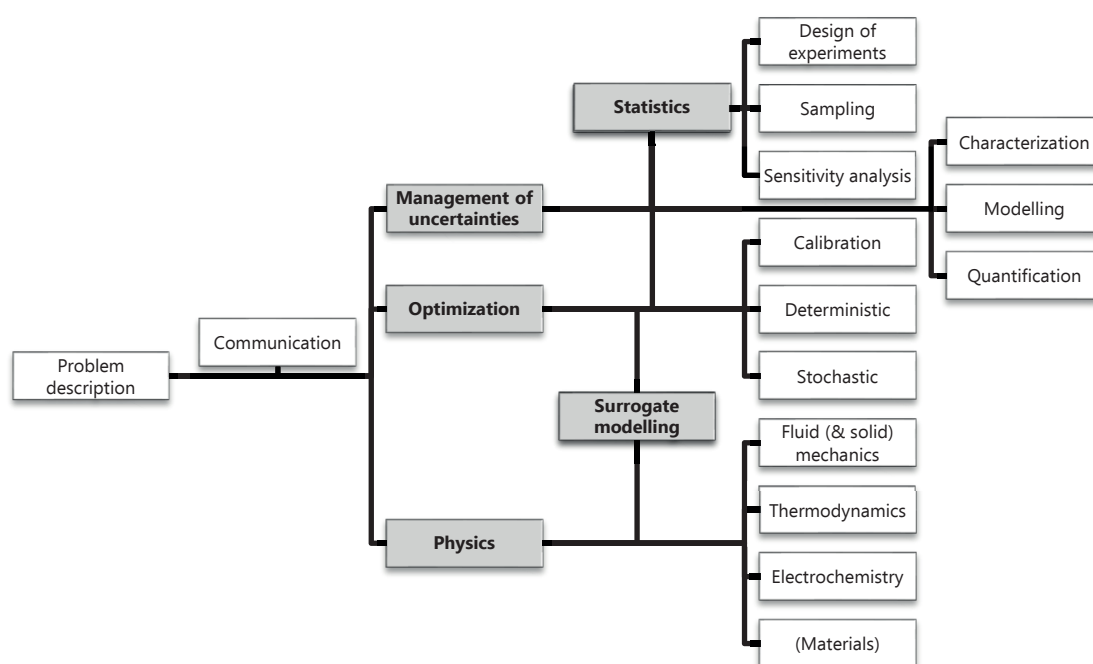 Design of
experiments
Statistics
Sampling
Characterization
Sensitivity analysis
Management of
uncertainties
Modelling
Calibration
Quantification
Optimization
Deterministic
Communication
Problem
description
Stochastic
Surrogate
modelling
Fluid (& solid)
mechanics
Thermodynamics
Physics
Electrochemistry
(Materials)